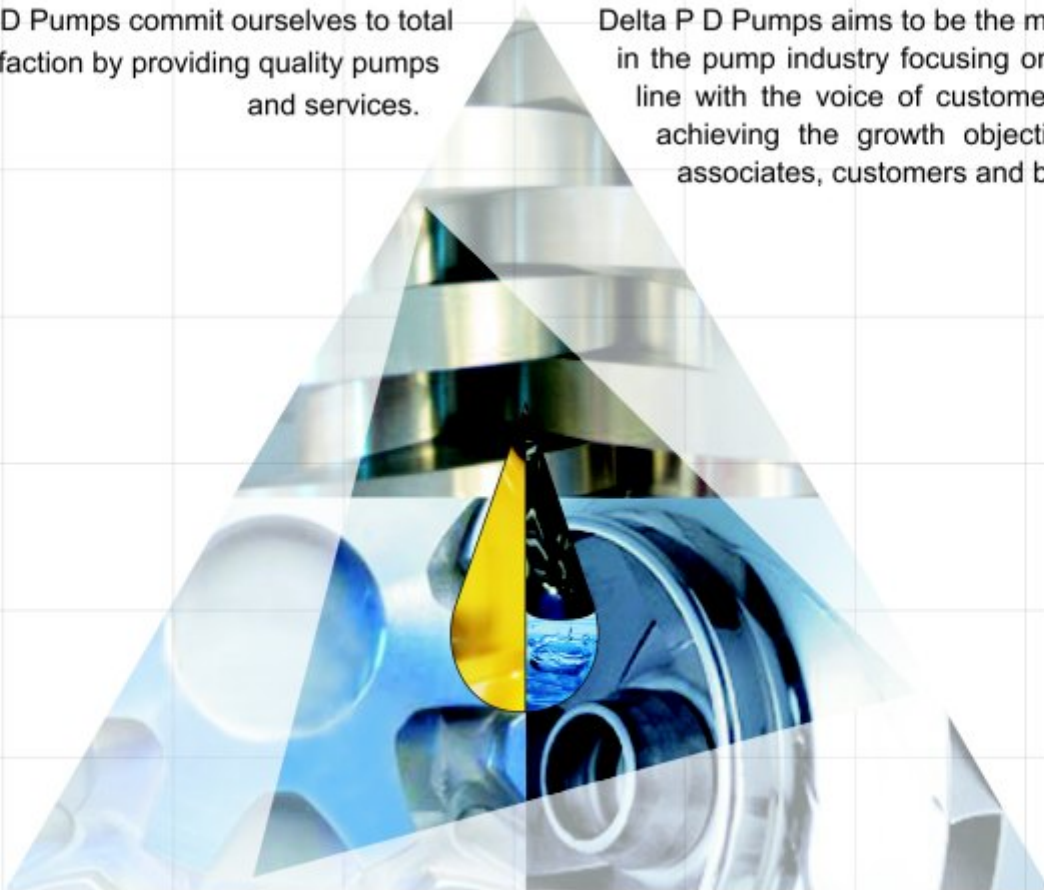 D Pumps commit ourselves to total
faction by providing quality pumps
and services.
Delta P D Pumps aims to be the m
in the pump industry focusing or
line with the voice of custome
achieving the growth objecti
associates, customers and b